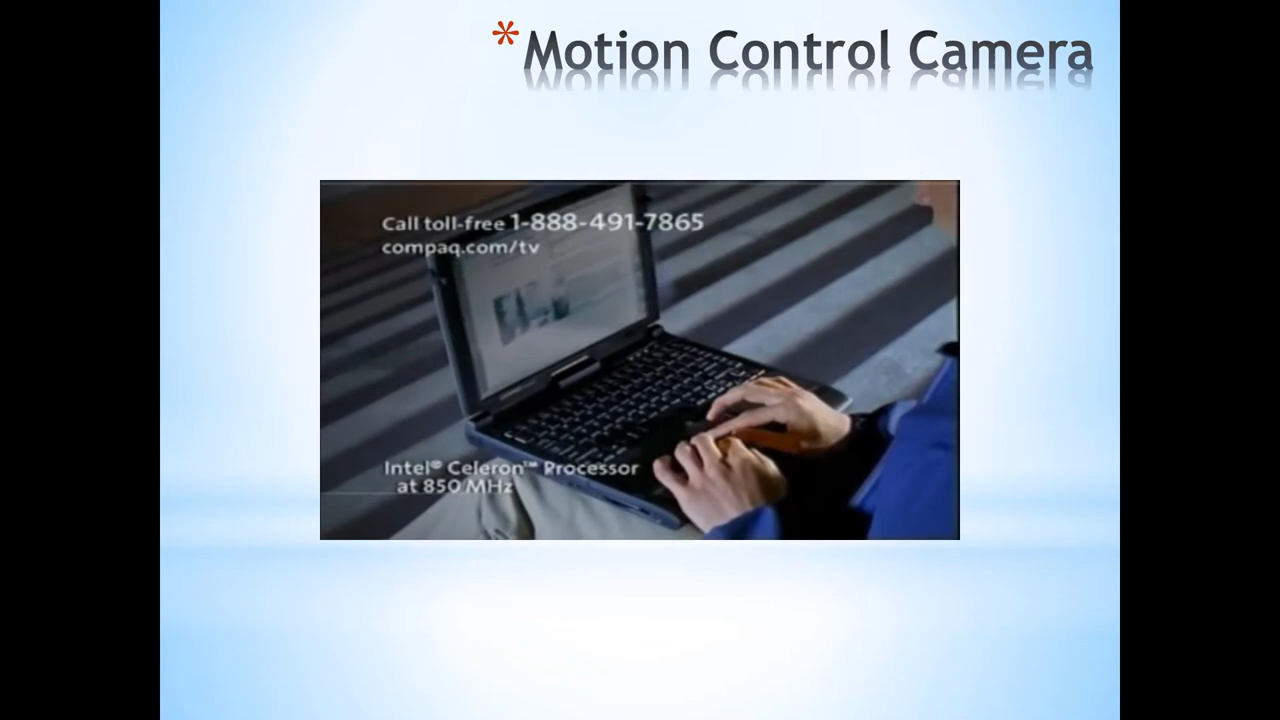 *Motion Control Camera
Call toll-free 1-888-491-7865
compaq.com/tv
Intel® Celeron™ Processor
at 850 MHz